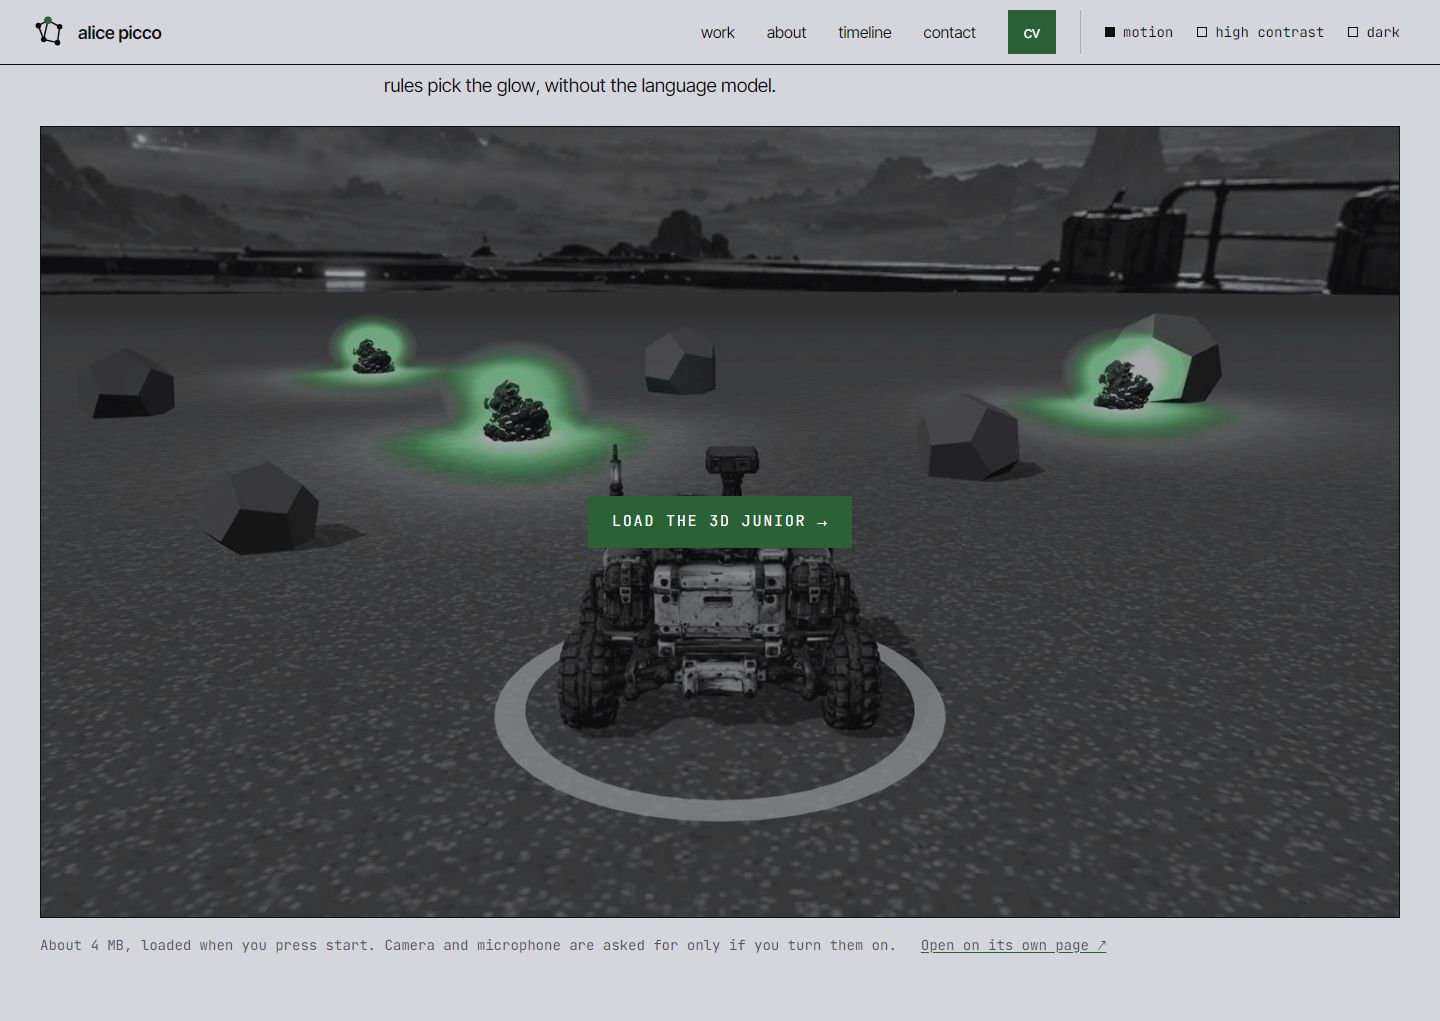 alice picco
work about timeline contact cv motion high contrast dark
rules pick the glow, without the language model.
LOAD THE 3D JUNIOR →
About 4 MB, loaded when you press start. Camera and microphone are asked for only if you turn them on. Open on its own page ↗